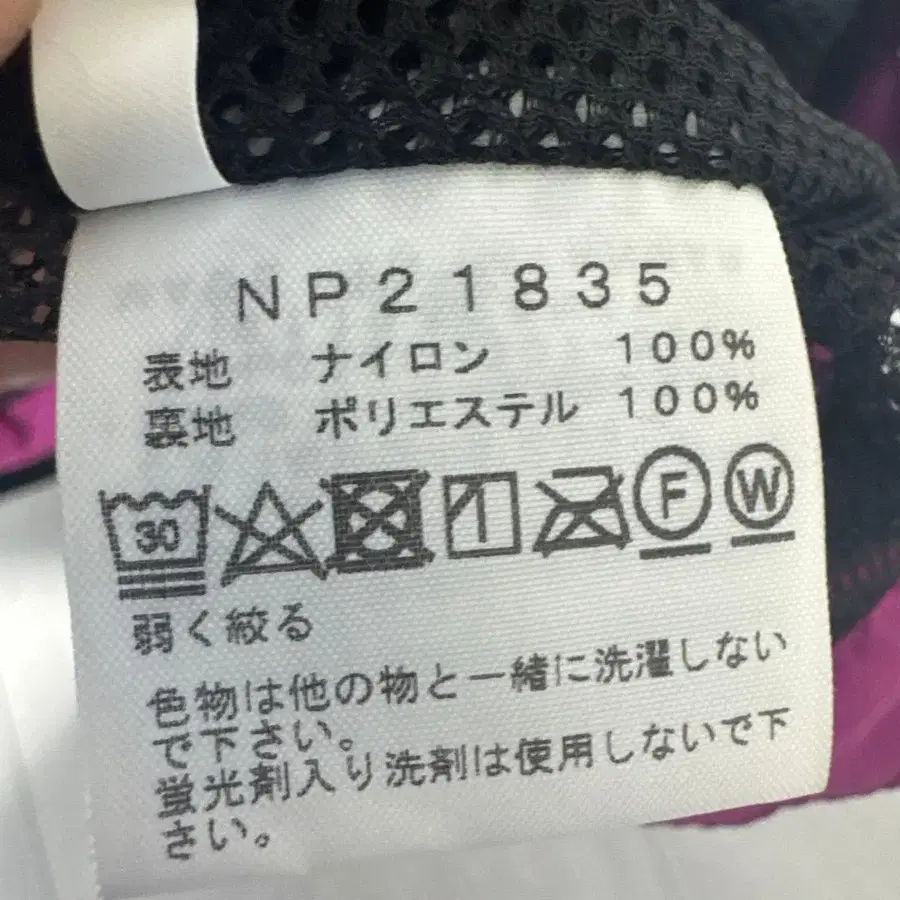 NP21835
表地 ナイロン 100%
裏地 ポリエステル 100%
30 F W
弱く絞る
色物は他の物と一緒に洗濯しない
で下さい。
蛍光剤入り洗剤は使用しないで下
さい。